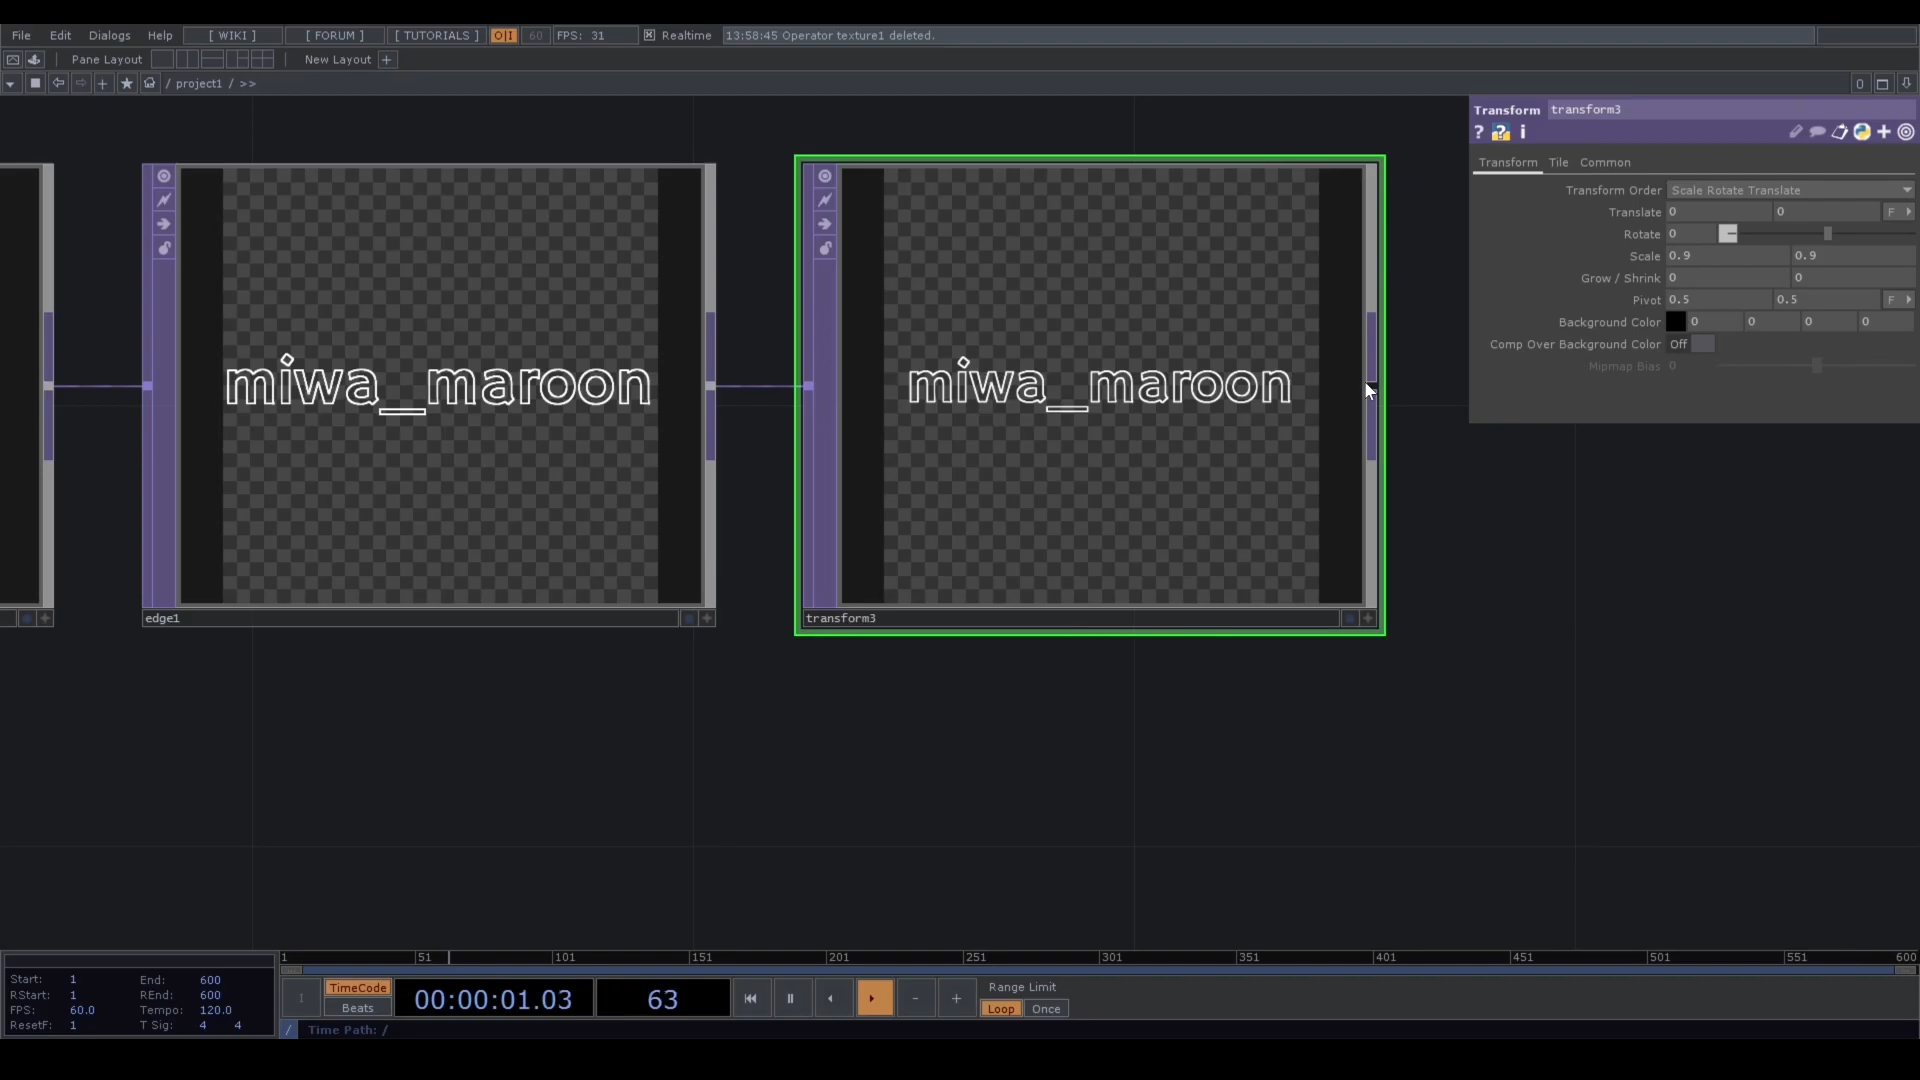 File Edit Dialogs Help [ WIKI ] [ FORUM ] [ TUTORIALS ] O|I 60 FPS: 31 Realtime 13:58:45 Operator texture1 deleted.
Pane Layout New Layout +
/ project1 / >> 0
Transform transform3
? ? i
Transform Tile Common
Transform Order Scale Rotate Translate
Translate 0 0 F
Rotate 0
Scale 0.9 0.9
Grow / Shrink 0 0
Pivot 0.5 0.5 F
Background Color 0 0 0 0
Comp Over Background Color Off
Mipmap Bias 0
miwa__maroon
miwa__maroon
edge1
transform3
1 51 101 151 201 251 301 351 401 451 501 551 600
Start: 1 End: 600
RStart: 1 REnd: 600
FPS: 60.0 Tempo: 120.0
ResetF: 1 T Sig: 4 4
1 TimeCode 00:00:01.03 63 - + Range Limit
Beats Loop Once
/ Time Path: /